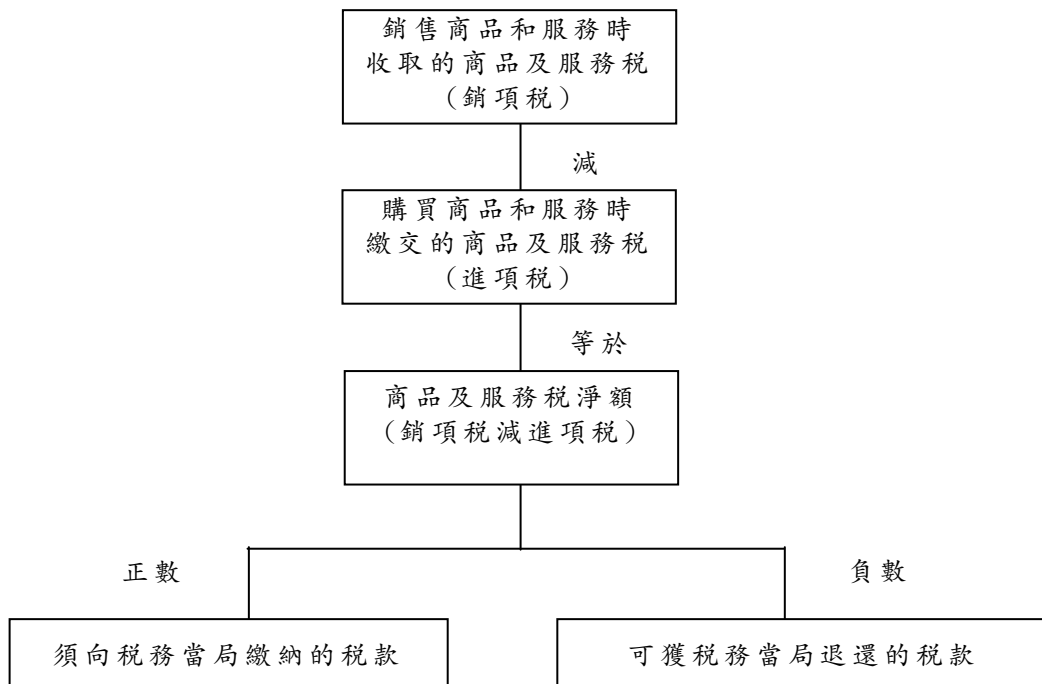 銷售商品和服務時
收取的商品及服務稅
(銷項稅)
減
購買商品和服務時
繳交的商品及服務稅
(進項稅)
等於
商品及服務稅淨額
(銷項稅減進項稅)
正數
負數
須向稅務當局繳納的稅款
可獲稅務當局退還的稅款